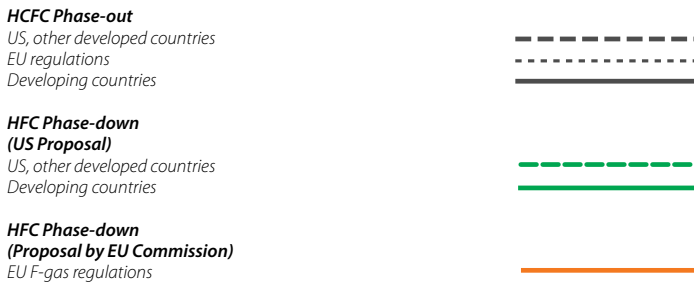 HCFC Phase-out
US, other developed countries
EU regulations
Developing countries
HFC Phase-down
(US Proposal)
US, other developed countries
Developing countries
HFC Phase-down
(Proposal by EU Commission)
EU F-gas regulations